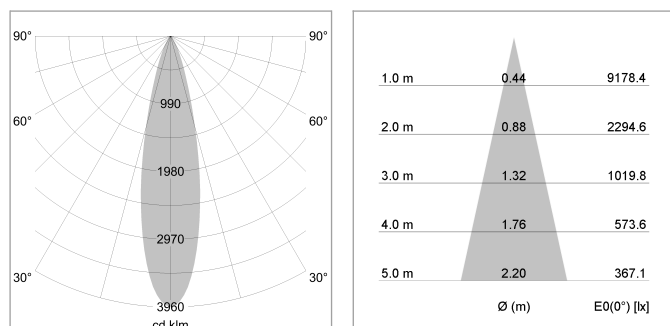 90° 90°
990
60° 60°
1980
2970
30° 30°
3960
cd klm
1.0 m 0.44 9178.4
2.0 m 0.88 2294.6
3.0 m 1.32 1019.8
4.0 m 1.76 573.6
5.0 m 2.20 367.1
Ø (m) E0(0°) [lx]